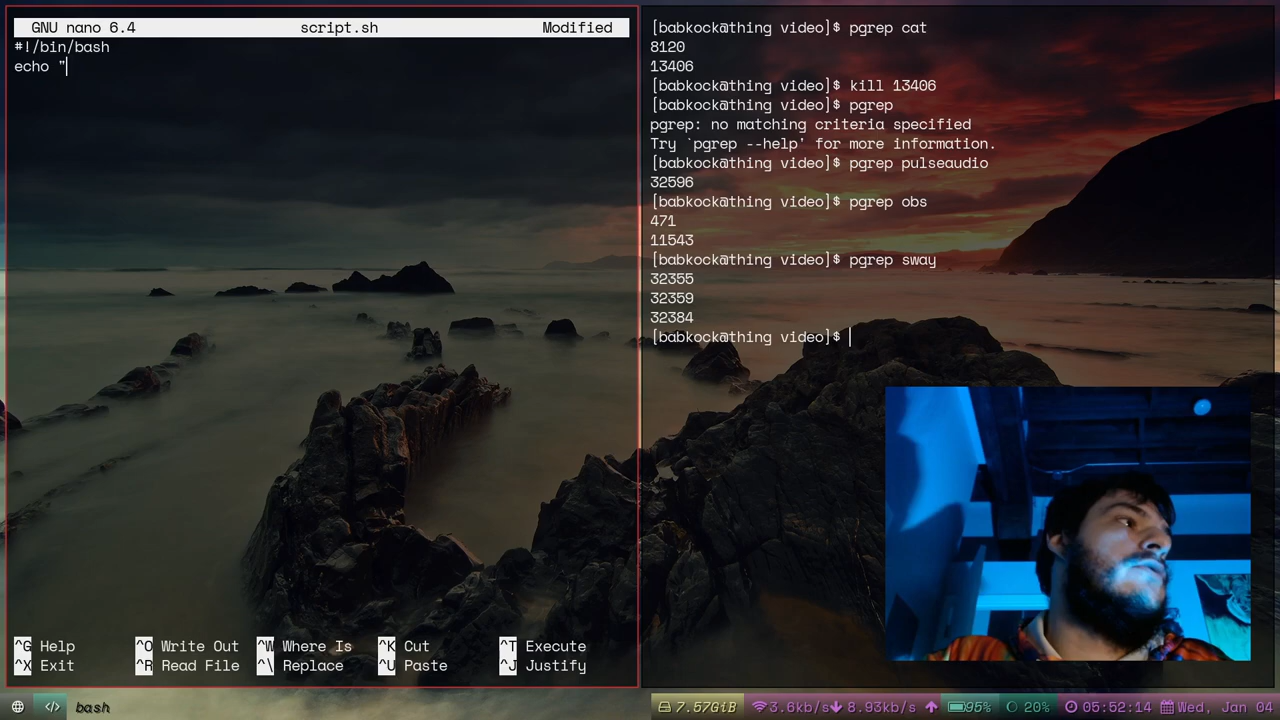 GNU nano 6.4 script.sh Modified
#!/bin/bash
echo "
^G Help ^O Write Out ^W Where Is ^K Cut ^T Execute
^X Exit ^R Read File ^\ Replace ^U Paste ^J Justify
[babkock@thing video]$ pgrep cat
8120
13406
[babkock@thing video]$ kill 13406
[babkock@thing video]$ pgrep
pgrep: no matching criteria specified
Try `pgrep --help' for more information.
[babkock@thing video]$ pgrep pulseaudio
32596
[babkock@thing video]$ pgrep obs
471
11543
[babkock@thing video]$ pgrep sway
32355
32359
32384
[babkock@thing video]$
</> bash 7.57GiB 3.6kb/s 8.93kb/s 95% 20% 05:52:14 Wed, Jan 04